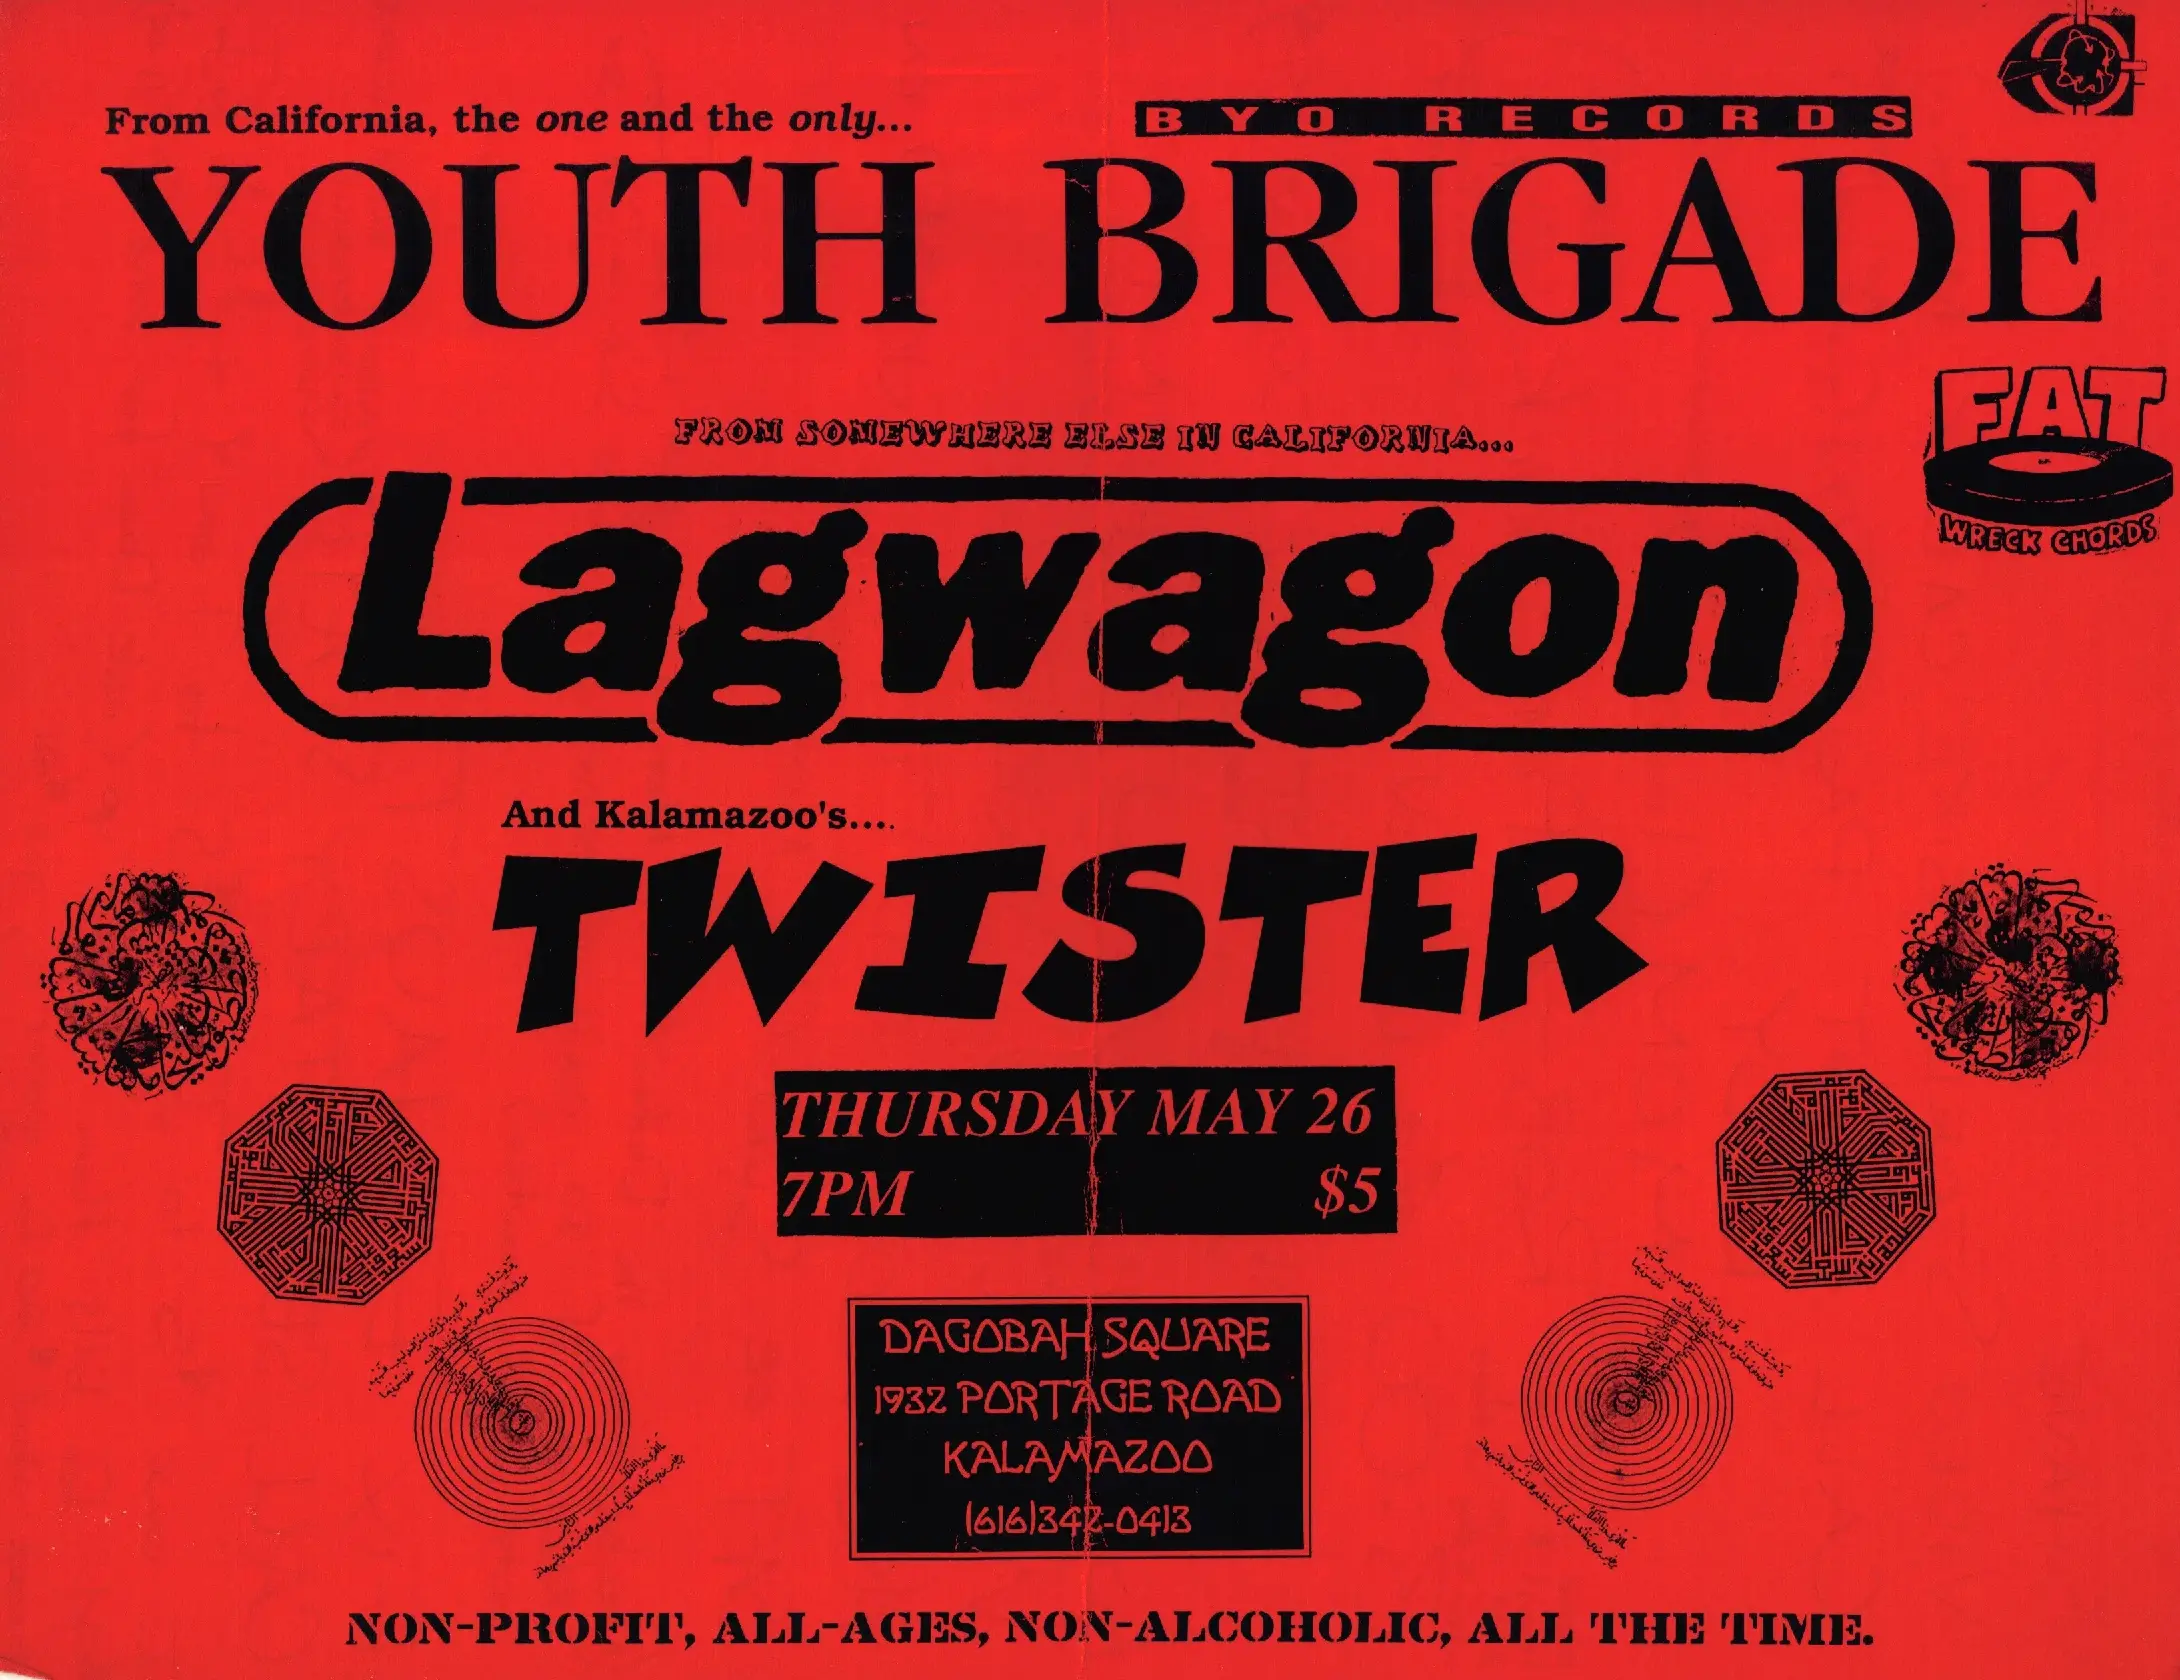 From California, the one and the only...
BYO RECORDS
YOUTH BRIGADE
FAT
WRECK CHORDS
FROM SOMEWHERE ELSE IN CALIFORNIA...
Lagwagon
And Kalamazoo's....
TWISTER
THURSDAY MAY 26
7PM $5
DAGOBAH SQUARE
1932 PORTAGE ROAD
KALAMAZOO
(616)342-0413
NON-PROFIT, ALL-AGES, NON-ALCOHOLIC, ALL THE TIME.